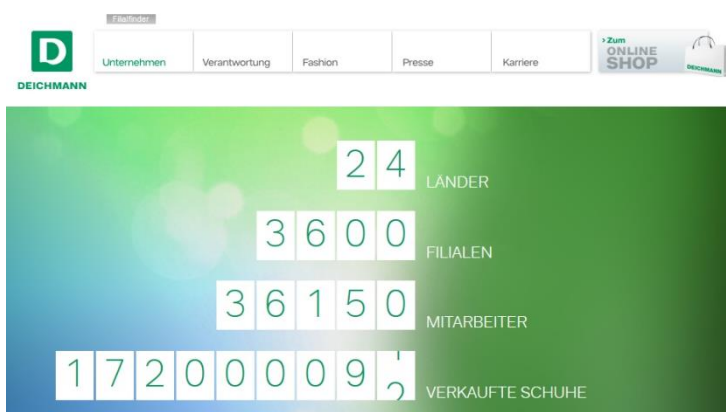 Filialfinder
D
DEICHMANN
Unternehmen Verantwortung Fashion Presse Karriere
› Zum
ONLINE
SHOP
DEICHMANN
24 LÄNDER
3600 FILIALEN
36150 MITARBEITER
17200009 VERKAUFTE SCHUHE